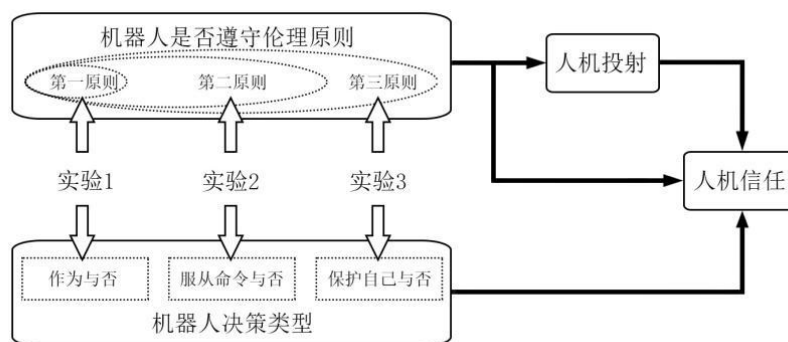 机器人是否遵守伦理原则
第一原则
第二原则
第三原则
人机投射
实验1
实验2
实验3
人机信任
作为与否
服从命令与否
保护自己与否
机器人决策类型